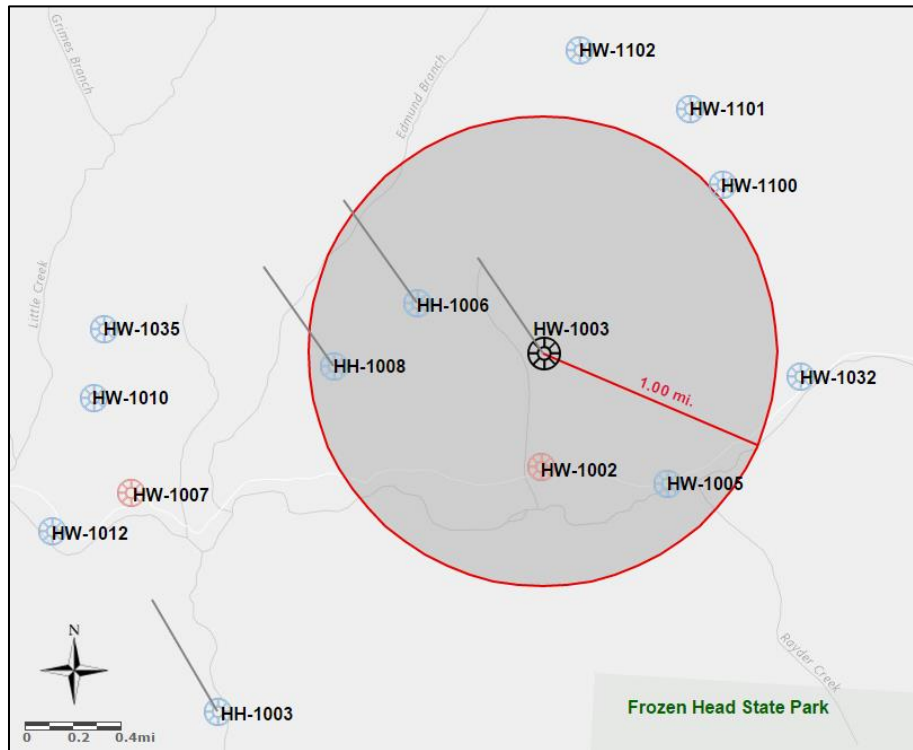 Grimes Branch
Edmund Branch
HW-1102
HW-1101
HW-1100
HH-1006
HW-1003
Little Creek
HW-1035
HH-1008
HW-1032
1.00 mi.
HW-1010
HW-1002
HW-1005
HW-1007
HW-1012
N
Rayder Creek
HH-1003
Frozen Head State Park
0 0.2 0.4mi